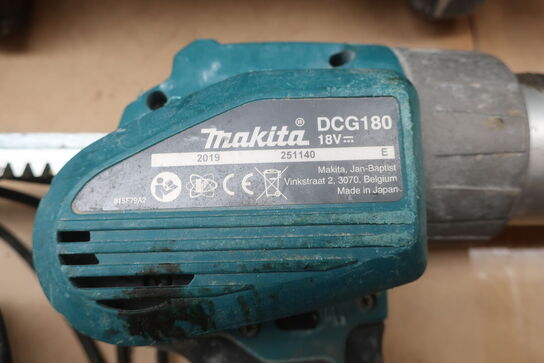 makita® DCG180
18V
2019 251140 E
Makita, Jan-Baptist
Vinkstraat 2, 3070, Belgium
Made in Japan
CE
815F79A2